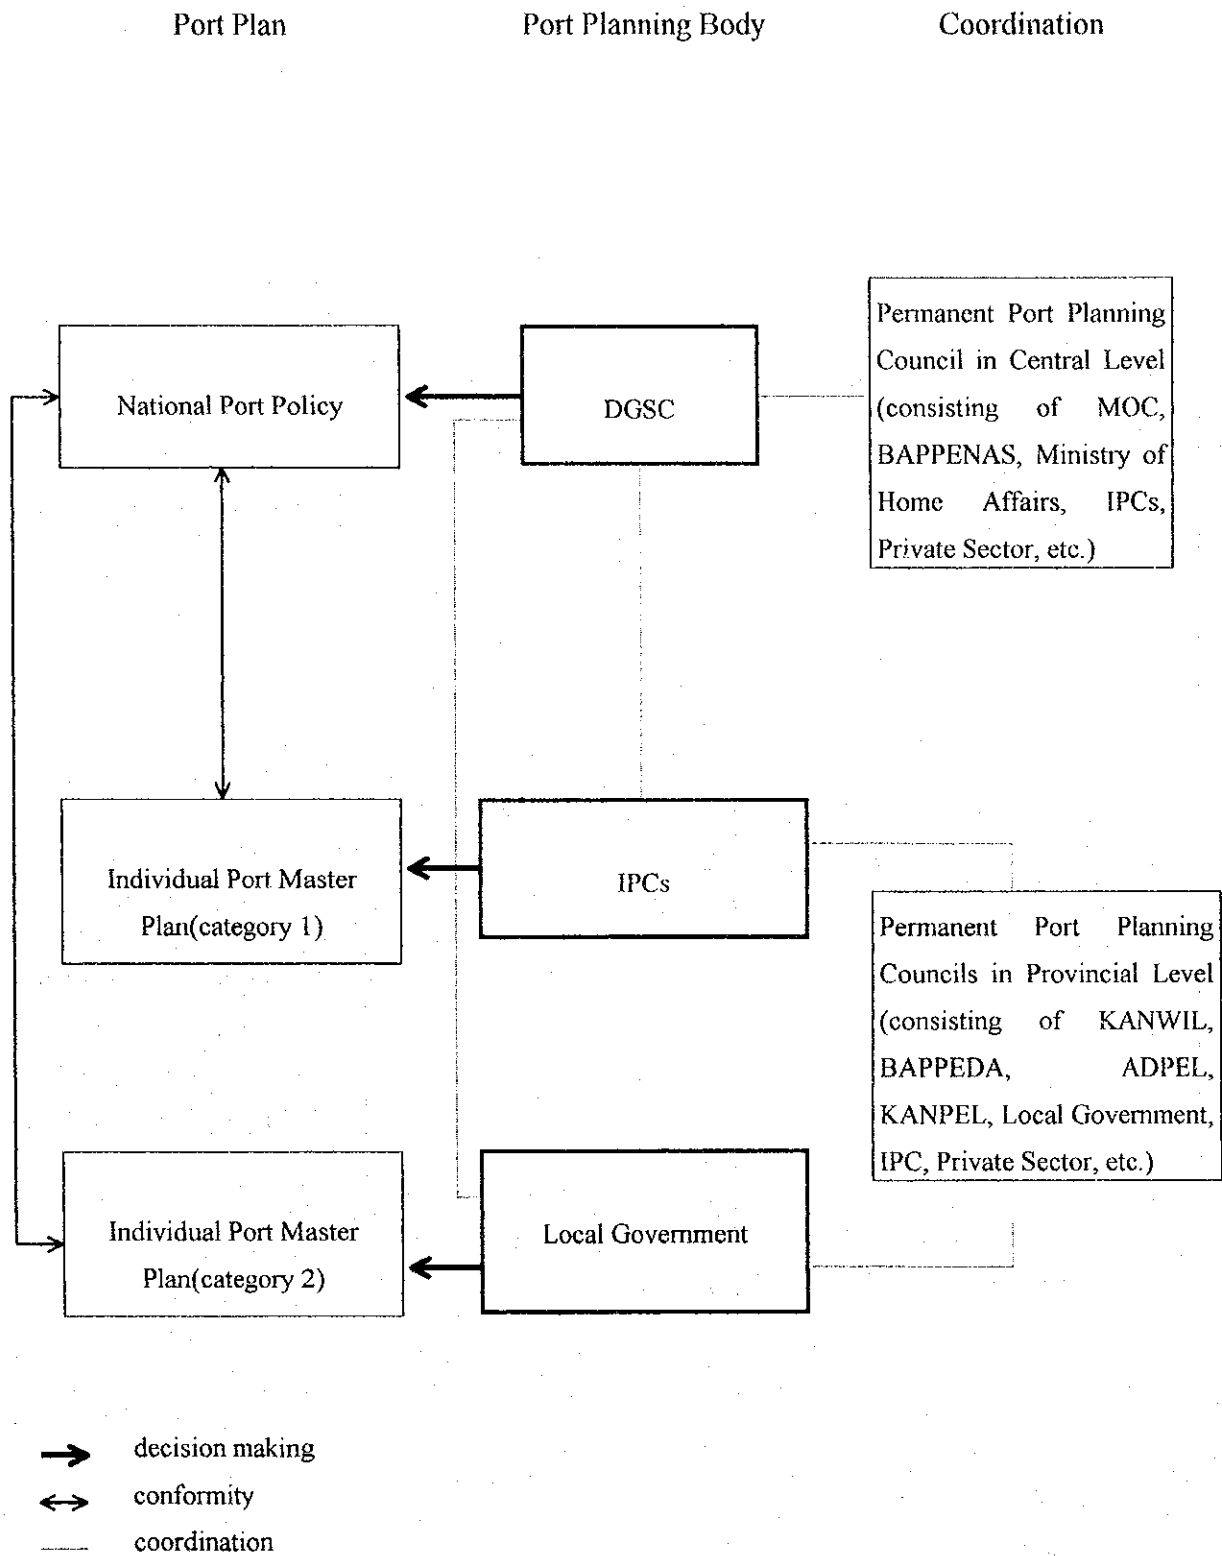 Port Plan
Port Planning Body
Coordination
Permanent Port Planning
Council in Central Level
(consisting of MOC,
BAPPENAS, Ministry of
Home Affairs, IPCs,
Private Sector, etc.)
National Port Policy
DGSC
Individual Port Master
Plan(category 1)
IPCs
Permanent Port Planning
Councils in Provincial Level
(consisting of KANWIL,
BAPPEDA, ADPEL,
KANPEL, Local Government,
IPC, Private Sector, etc.)
Individual Port Master
Plan(category 2)
Local Government
decision making
conformity
coordination